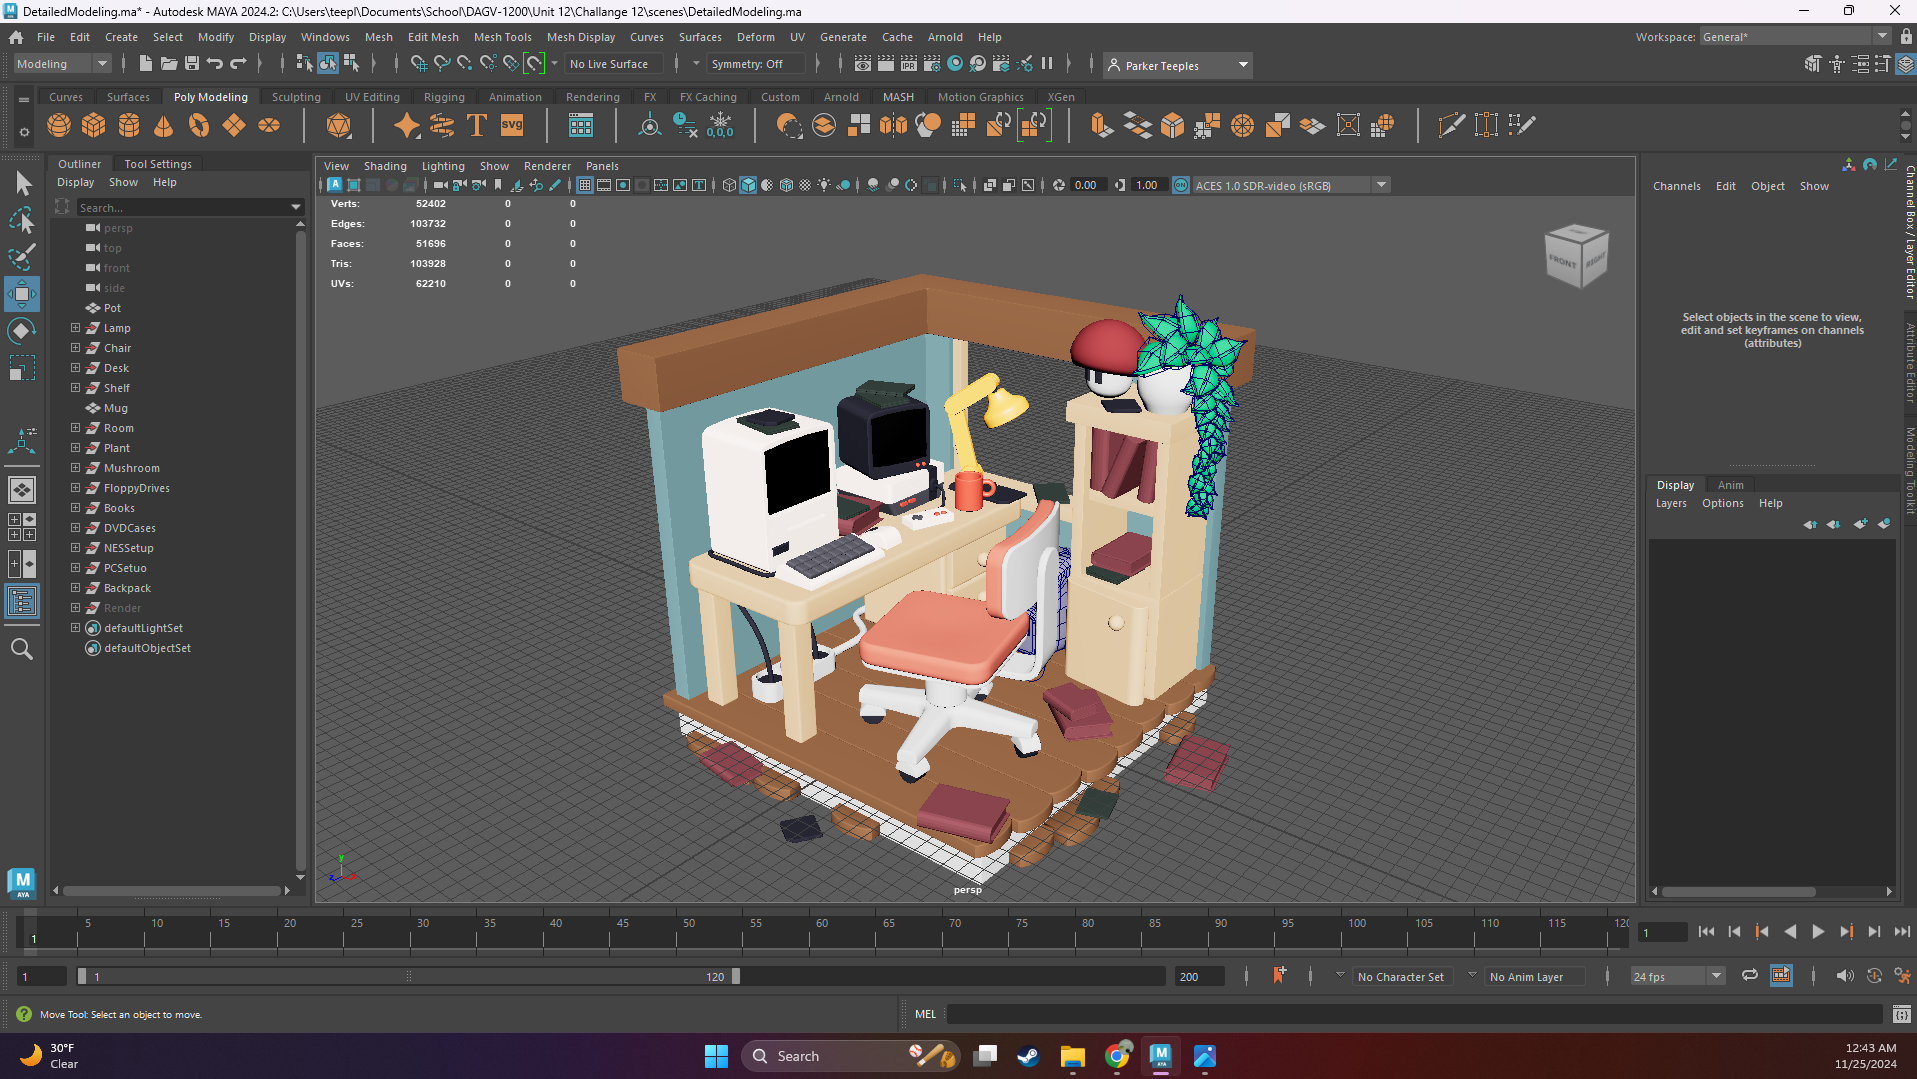 DetailedModeling.ma* - Autodesk MAYA 2024.2: C:\Users\teepl\Documents\School\DAGV-1200\Unit 12\Challange 12\scenes\DetailedModeling.ma
File Edit Create Select Modify Display Windows Mesh Edit Mesh Mesh Tools Mesh Display Curves Surfaces Deform UV Generate Cache Arnold Help
Workspace: General*
Modeling
No Live Surface
Symmetry: Off
Parker Teeples
Curves Surfaces Poly Modeling Sculpting UV Editing Rigging Animation Rendering FX FX Caching Custom Arnold MASH Motion Graphics XGen
T svg 0,0,0
Outliner Tool Settings
Display Show Help
Search...
persp
top
front
side
Pot
Lamp
Chair
Desk
Shelf
Mug
Room
Plant
Mushroom
FloppyDrives
Books
DVDCases
NESSetup
PCSetuo
Backpack
Render
defaultLightSet
defaultObjectSet
View Shading Lighting Show Renderer Panels
0.00 1.00 ACES 1.0 SDR-video (sRGB)
Verts: 52402 0 0
Edges: 103732 0 0
Faces: 51696 0 0
Tris: 103928 0 0
UVs: 62210 0 0
FRONT RIGHT
persp
Channels Edit Object Show
Select objects in the scene to view,
edit and set keyframes on channels
(attributes)
Channel Box / Layer Editor
Attribute Editor
Modeling Toolkit
Display Anim
Layers Options Help
M
AYA
1 5 10 15 20 25 30 35 40 45 50 55 60 65 70 75 80 85 90 95 100 105 110 115 120
1
1 1 120 200
No Character Set
No Anim Layer
24 fps
Move Tool: Select an object to move.
MEL
30°F
Clear
Search
12:43 AM
11/25/2024